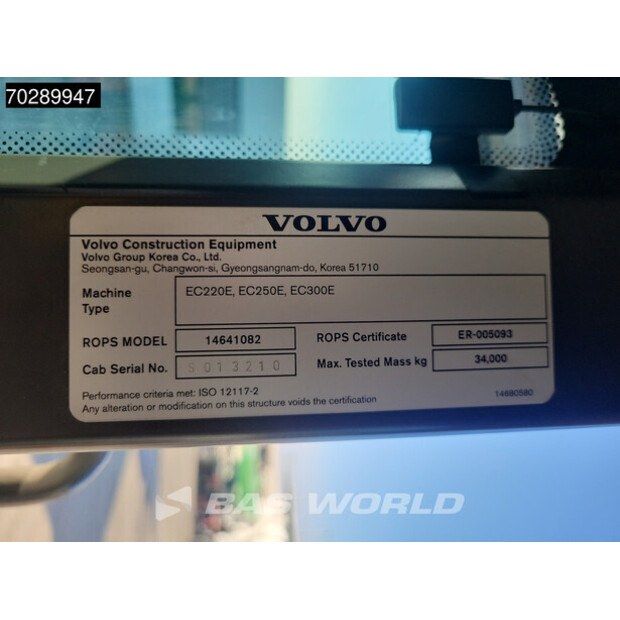 70289947
VOLVO
Volvo Construction Equipment
Volvo Group Korea Co., Ltd.
Seongsan-gu, Changwon-si, Gyeongsangnam-do, Korea 51710
Machine Type
EC220E, EC250E, EC300E
ROPS MODEL 14641082 ROPS Certificate ER-005093
Cab Serial No. S013210 Max. Tested Mass kg 34,000
Performance criteria met: ISO 12117-2
Any alteration or modification on this structure voids the certification
14680580
BAS WORLD